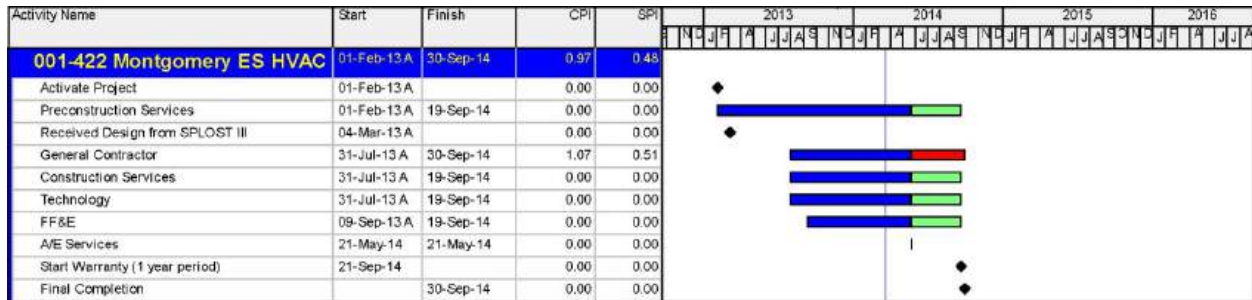 Activity Name Start Finish CPI SPI 2013 2014 2015 2016
N D J F A J J A S N D J F A J J A S N D J F A J J A S O N D J F A J J A
001-422 Montgomery ES HVAC 01-Feb-13 A 30-Sep-14 0.97 0.48
Activate Project 01-Feb-13 A 0.00 0.00
Preconstruction Services 01-Feb-13 A 19-Sep-14 0.00 0.00
Received Design from SPLOST III 04-Mar-13 A 0.00 0.00
General Contractor 31-Jul-13 A 30-Sep-14 1.07 0.51
Construction Services 31-Jul-13 A 19-Sep-14 0.00 0.00
Technology 31-Jul-13 A 19-Sep-14 0.00 0.00
FF&E 09-Sep-13 A 19-Sep-14 0.00 0.00
A/E Services 21-May-14 21-May-14 0.00 0.00
Start Warranty (1 year period) 21-Sep-14 0.00 0.00
Final Completion 30-Sep-14 0.00 0.00